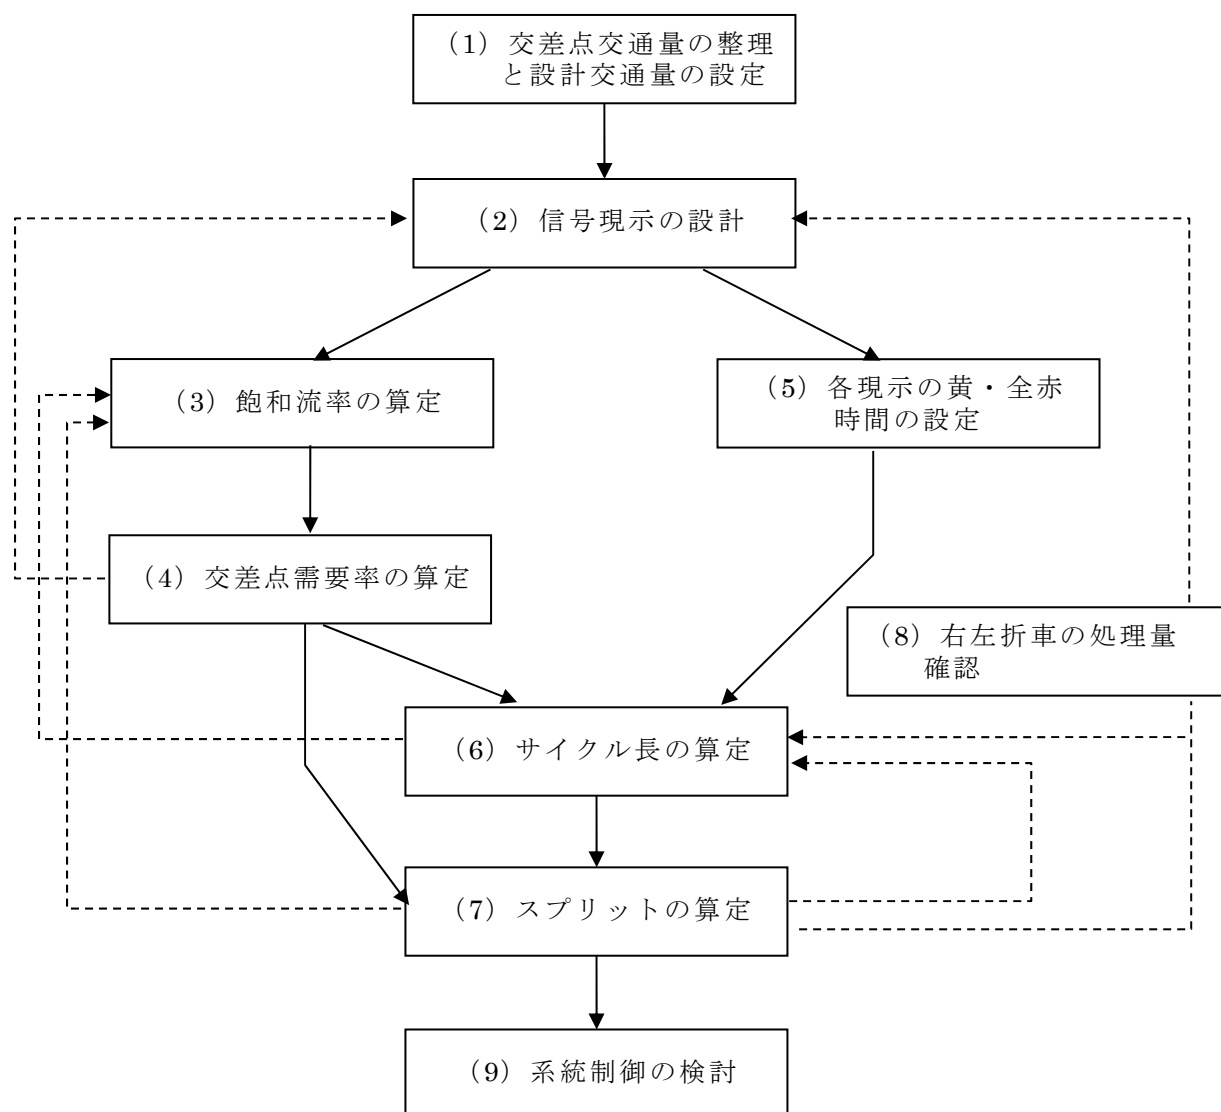 （1）交差点交通量の整理
と設計交通量の設定
（2）信号現示の設計
（3）飽和流率の算定
（5）各現示の黄・全赤
時間の設定
（4）交差点需要率の算定
（8）右左折車の処理量
確認
（6）サイクル長の算定
（7）スプリットの算定
（9）系統制御の検討